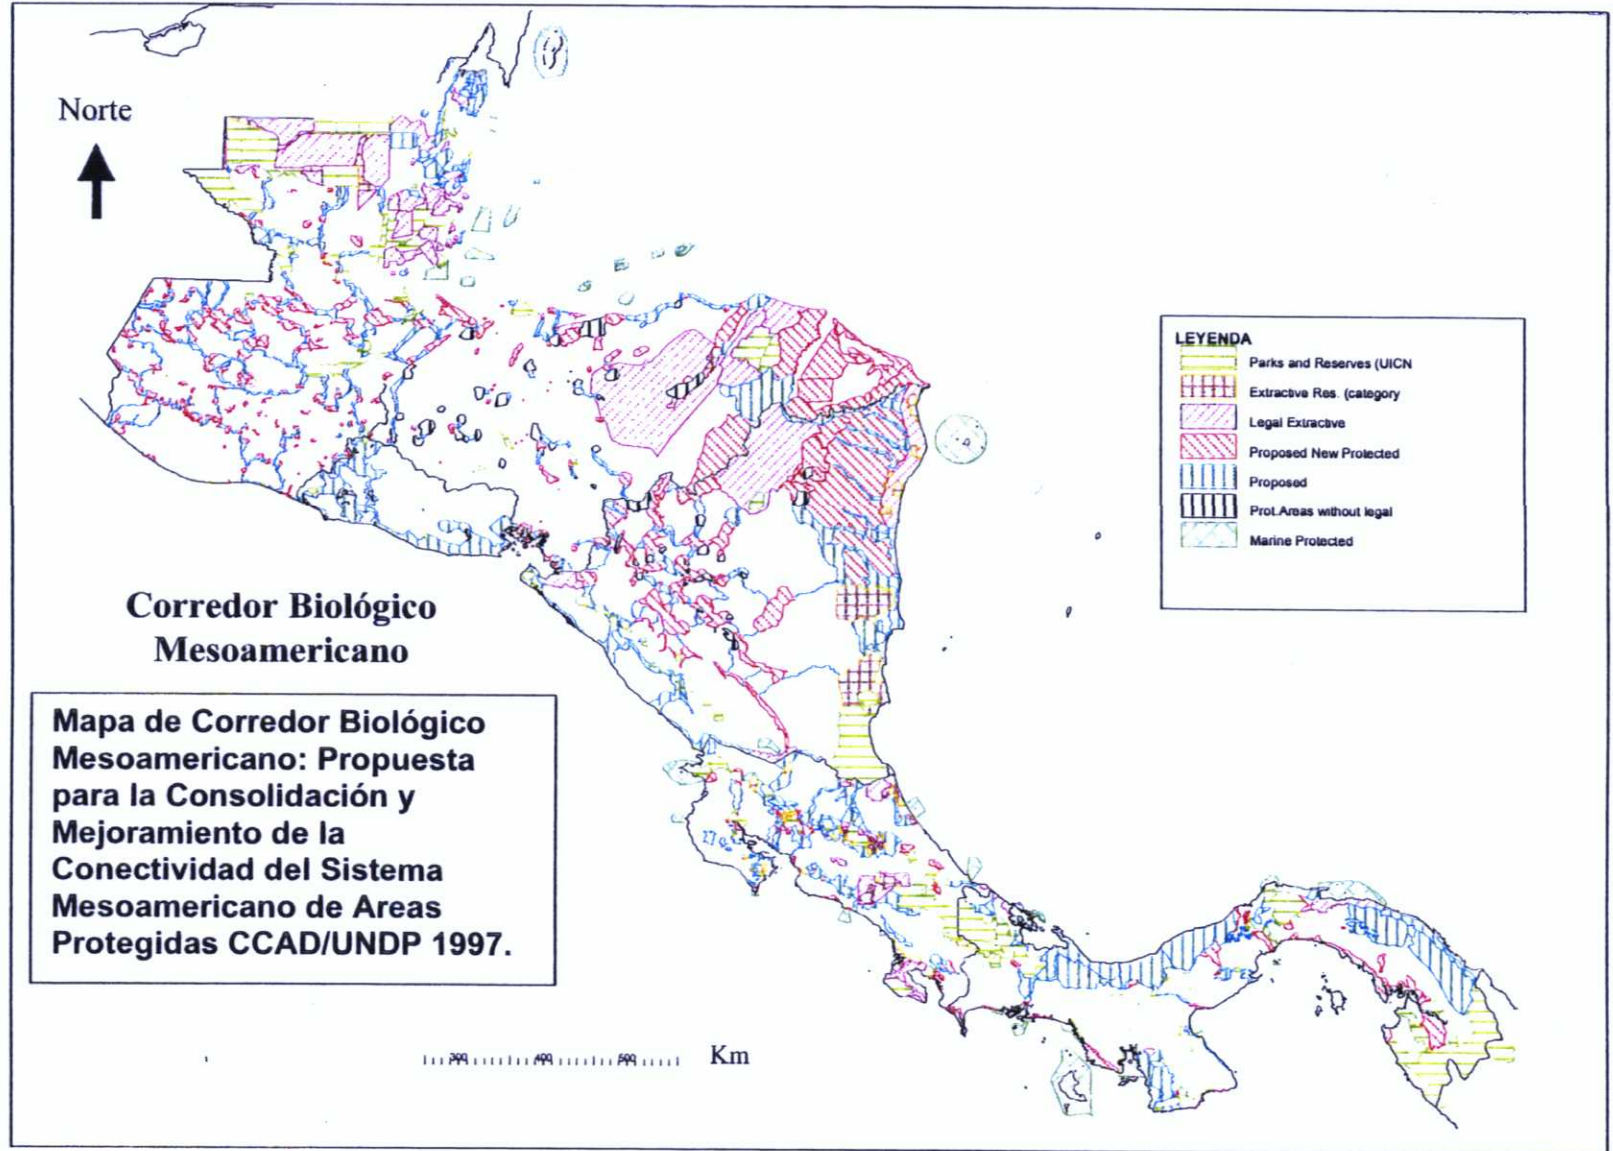 Norte
LEYENDA
Parks and Reserves (UICN
Extractive Res. (category
Legal Extractive
Proposed New Protected
Proposed
Prot.Areas without legal
Marine Protected
Corredor Biológico
Mesoamericano
Mapa de Corredor Biológico
Mesoamericano: Propuesta
para la Consolidación y
Mejoramiento de la
Conectividad del Sistema
Mesoamericano de Areas
Protegidas CCAD/UNDP 1997.
400 Km